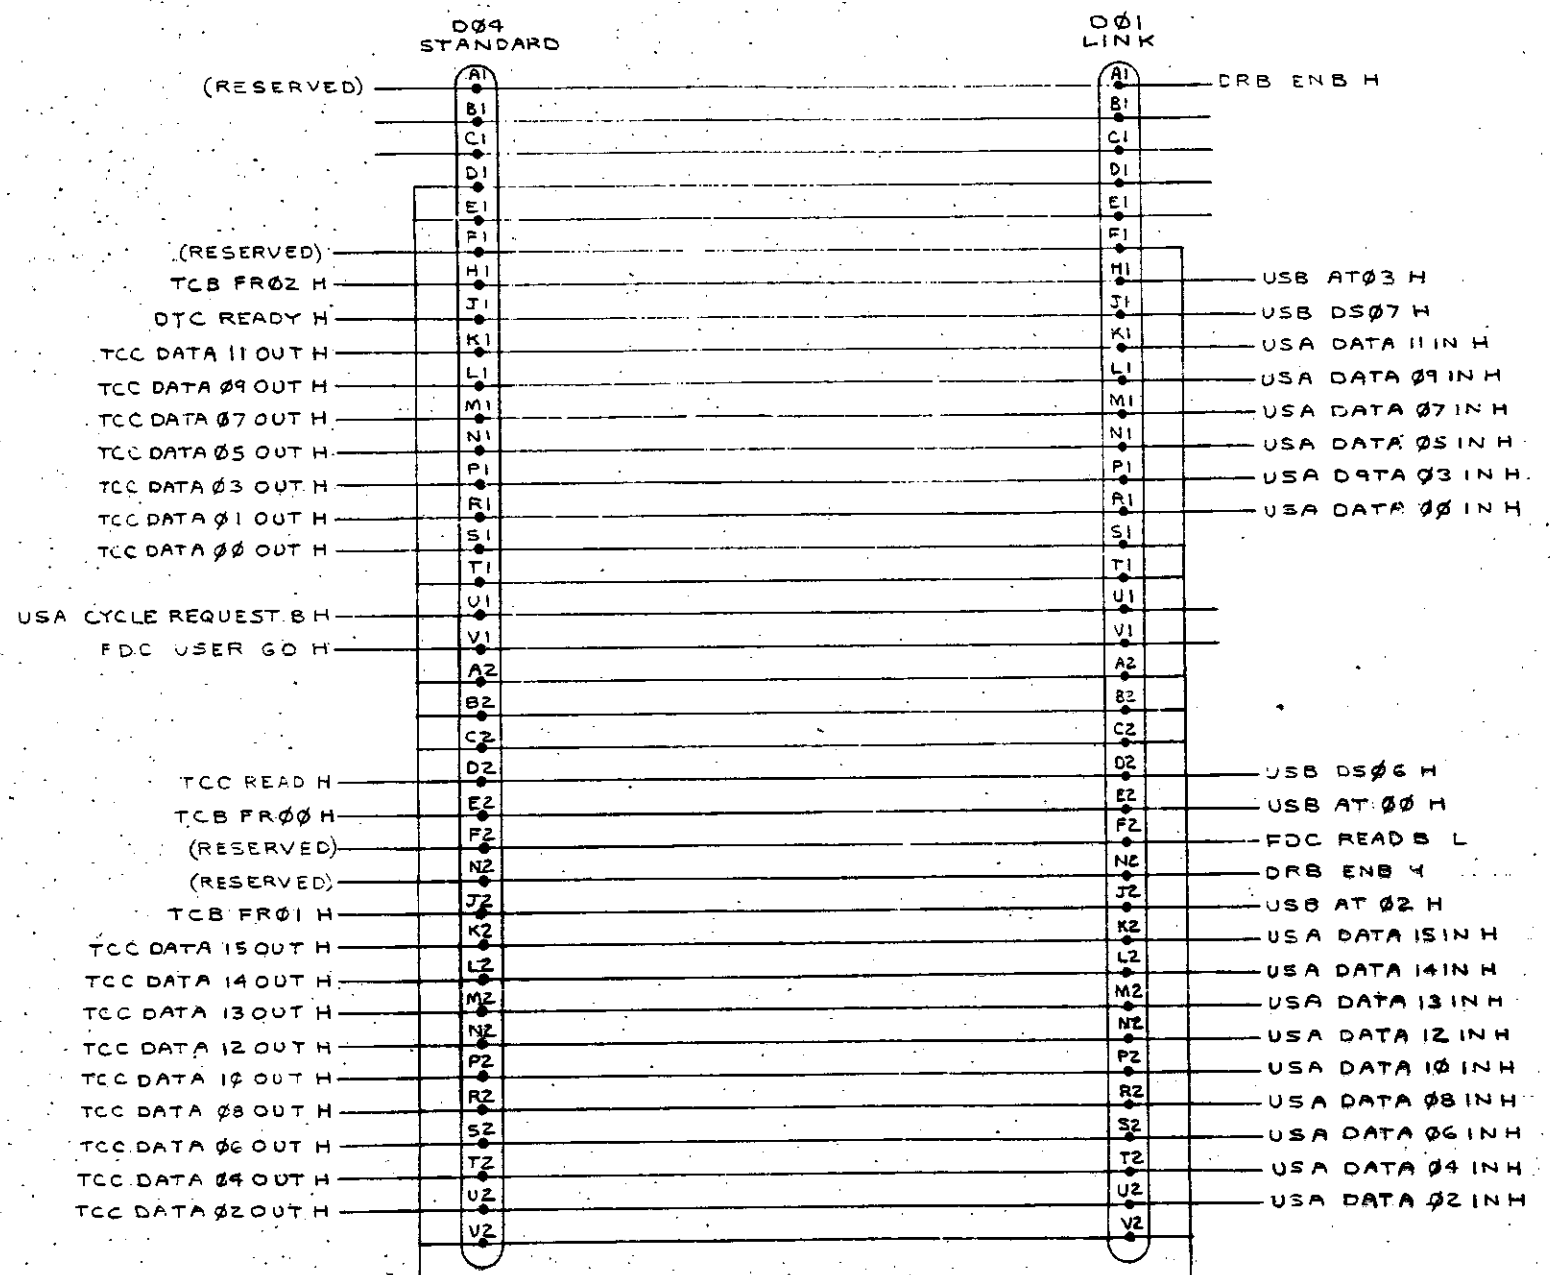 DØ4 DØ1
STANDARD LINK
A1 A1
(RESERVED) DRB ENB H
B1 B1
C1 C1
D1 D1
E1 E1
F1 F1
(RESERVED)
H1 H1
TCB FRØ2 H USB ATØ3 H
J1 J1
DTC READY H USB DSØ7 H
K1 K1
TCC DATA 11 OUT H USA DATA 11 IN H
L1 L1
TCC DATA Ø9 OUT H USA DATA Ø9 IN H
M1 M1
TCC DATA Ø7 OUT H USA DATA Ø7 IN H
N1 N1
TCC DATA Ø5 OUT H USA DATA Ø5 IN H
P1 P1
TCC DATA Ø3 OUT H USA D9TA Ø3 IN H
R1 R1
TCC DATA Ø1 OUT H USA DATA ØØ IN H
S1 S1
TCC DATA ØØ OUT H
T1 T1
U1 U1
USA CYCLE REQUEST B H
V1 V1
FDC USER GO H
A2 A2
B2 B2
C2 C2
D2 D2
TCC READ H USB DSØ6 H
E2 E2
TCB FRØØ H USB AT ØØ H
F2 F2
(RESERVED) FDC READ B L
N2 N2
(RESERVED) DRB ENB H
J2 J2
TCB FRØ1 H USB AT Ø2 H
K2 K2
TCC DATA 15 OUT H USA DATA 15 IN H
L2 L2
TCC DATA 14 OUT H USA DATA 14 IN H
M2 M2
TCC DATA 13 OUT H USA DATA 13 IN H
N2 N2
TCC DATA 12 OUT H USA DATA 12 IN H
P2 P2
TCC DATA 1Ø OUT H USA DATA 1Ø IN H
R2 R2
TCC DATA Ø8 OUT H USA DATA Ø8 IN H
S2 S2
TCC DATA Ø6 OUT H USA DATA Ø6 IN H
T2 T2
TCC DATA Ø4 OUT H USA DATA Ø4 IN H
U2 U2
TCC DATA Ø2 OUT H USA DATA Ø2 IN H
V2 V2